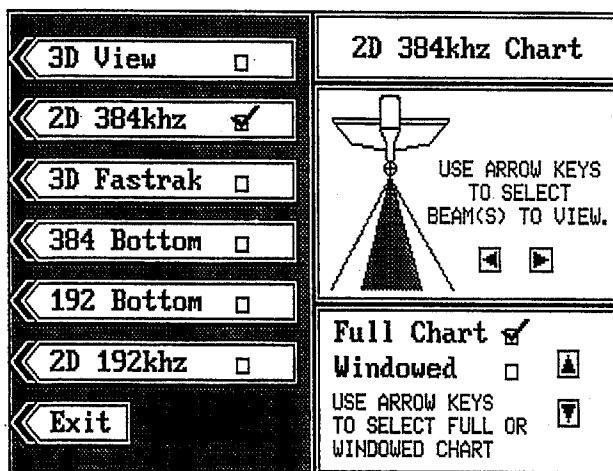 3D View
2D 384khz
3D Fastrak
384 Bottom
192 Bottom
2D 192khz
Exit
2D 384khz Chart
USE ARROW KEYS
TO SELECT
BEAM(S) TO VIEW.
Full Chart
Windowed
USE ARROW KEYS
TO SELECT FULL OR
WINDOWED CHART